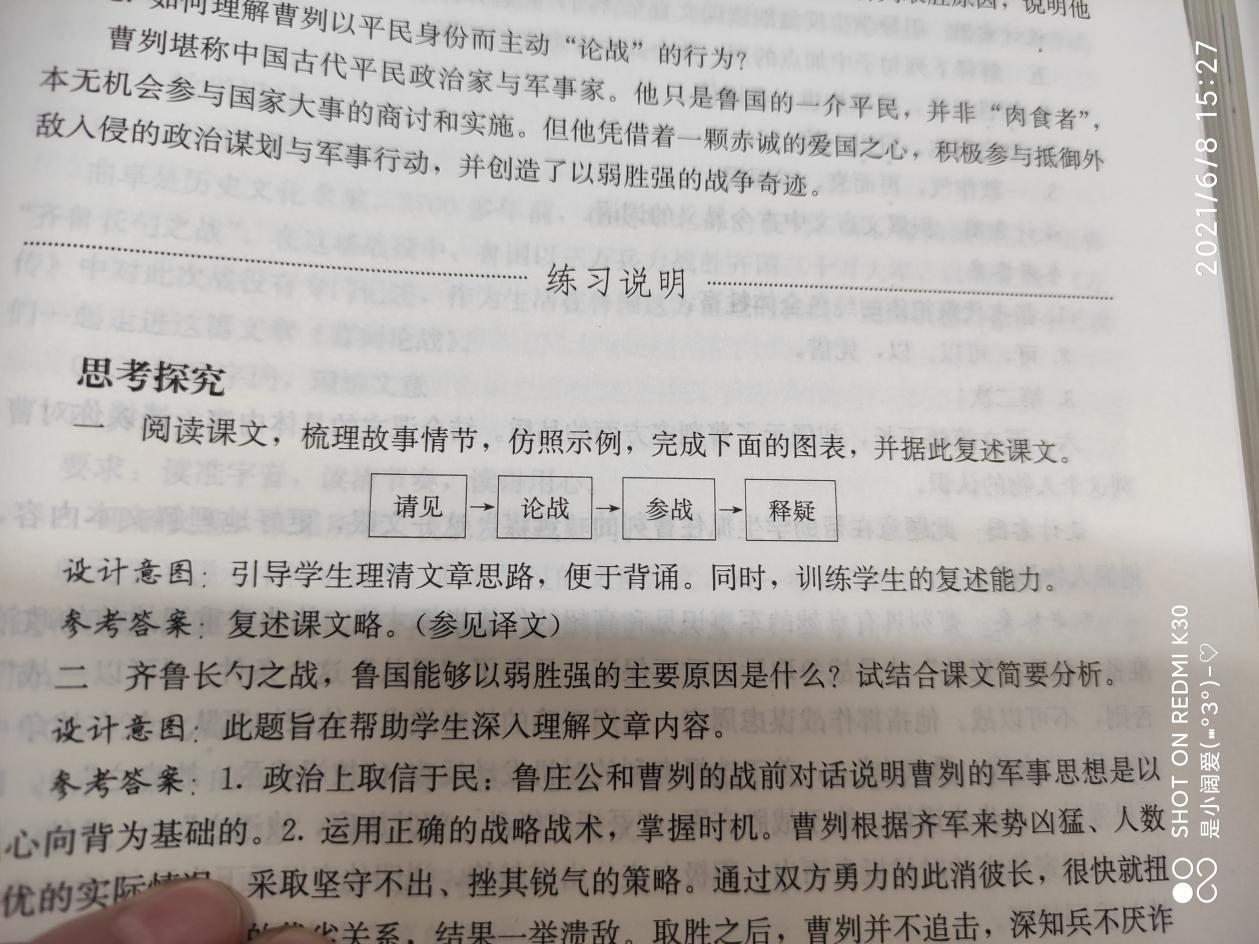 取胜原因，说明他
如何理解曹刿以平民身份而主动“论战”的行为？
曹刿堪称中国古代平民政治家与军事家。他只是鲁国的一介平民，并非“肉食者”，
本无机会参与国家大事的商讨和实施。但他凭借着一颗赤诚的爱国之心，积极参与抵御外
敌入侵的政治谋划与军事行动，并创造了以弱胜强的战争奇迹。
练习说明
思考探究
一 阅读课文，梳理故事情节，仿照示例，完成下面的图表，并据此复述课文。
请见→论战→参战→释疑
设计意图：引导学生理清文章思路，便于背诵。同时，训练学生的复述能力。
参考答案：复述课文略。（参见译文）
二 齐鲁长勺之战，鲁国能够以弱胜强的主要原因是什么？试结合课文简要分析。
设计意图：此题旨在帮助学生深入理解文章内容。
参考答案：1. 政治上取信于民：鲁庄公和曹刿的战前对话说明曹刿的军事思想是以
心向背为基础的。2. 运用正确的战略战术，掌握时机。曹刿根据齐军来势凶猛、人数
优的实际情况，采取坚守不出、挫其锐气的策略。通过双方勇力的此消彼长，很快就扭
关系，结果一举溃敌。取胜之后，曹刿并不追击，深知兵不厌诈
2021/6/8 15:27
SHOT ON REDMI K30
是小阔爱(⑉°3°)-♡